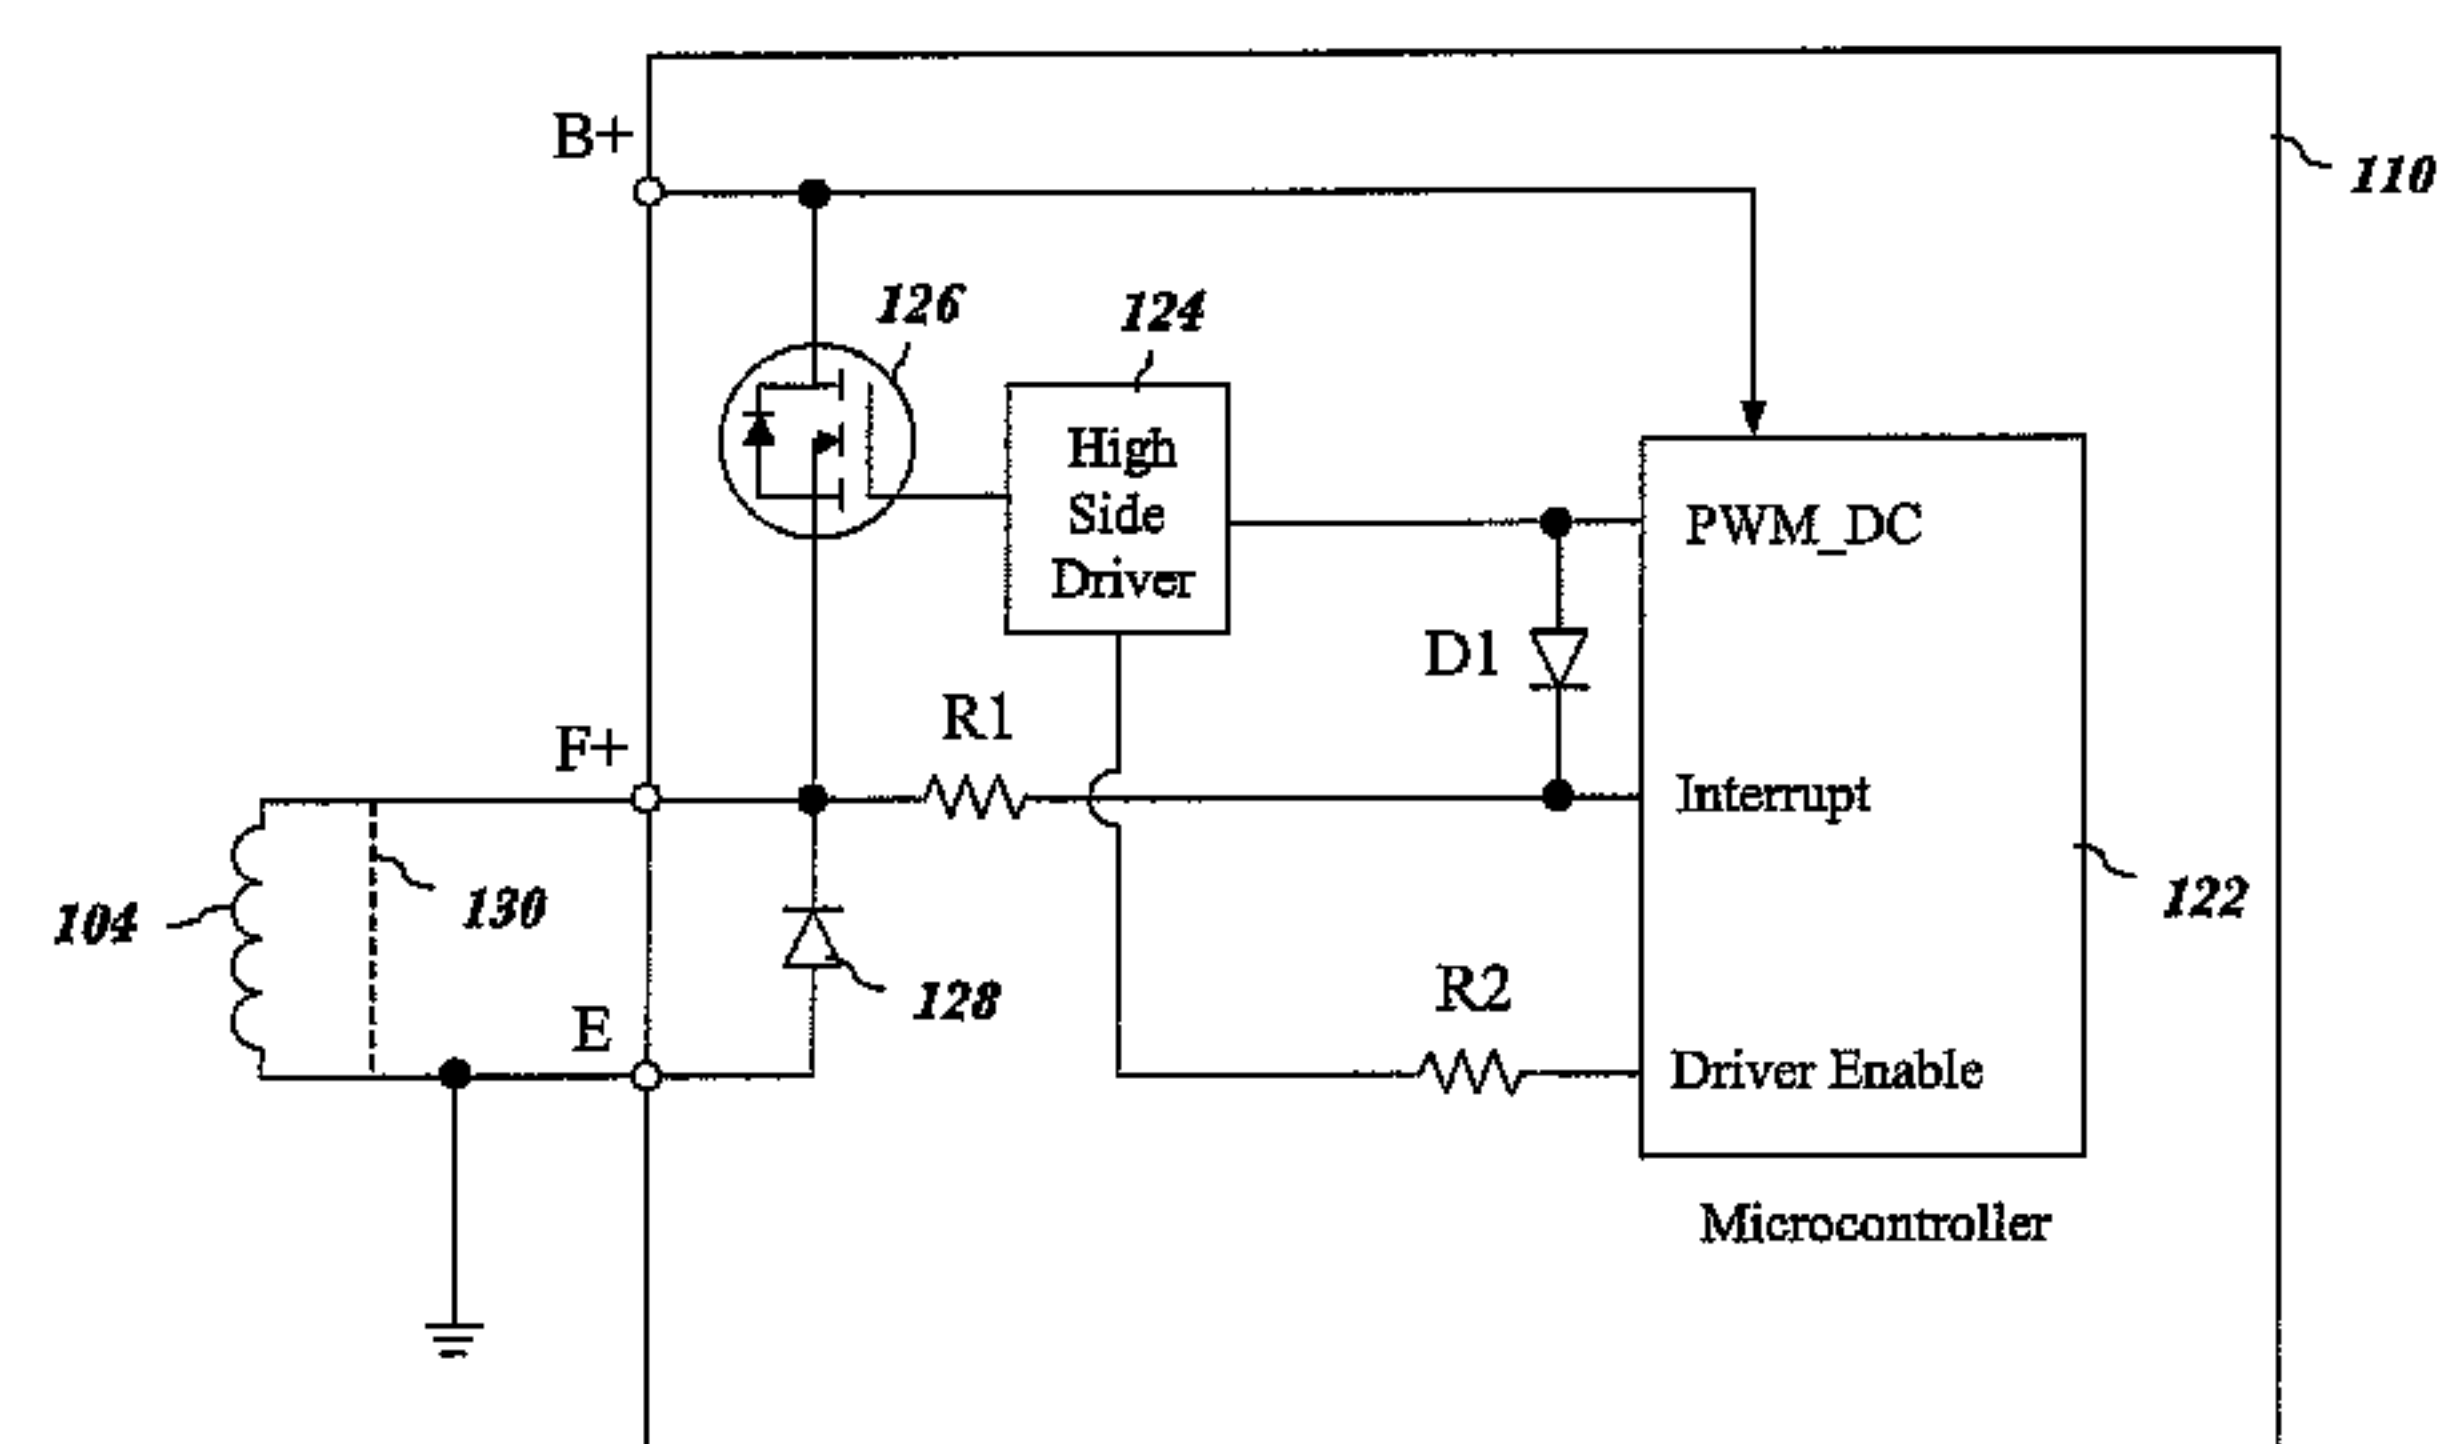 B+
110
126
124
High
Side
Driver
PWM_DC
D1
R1
F+
Interrupt
104
130
128
122
E
R2
Driver Enable
Microcontroller